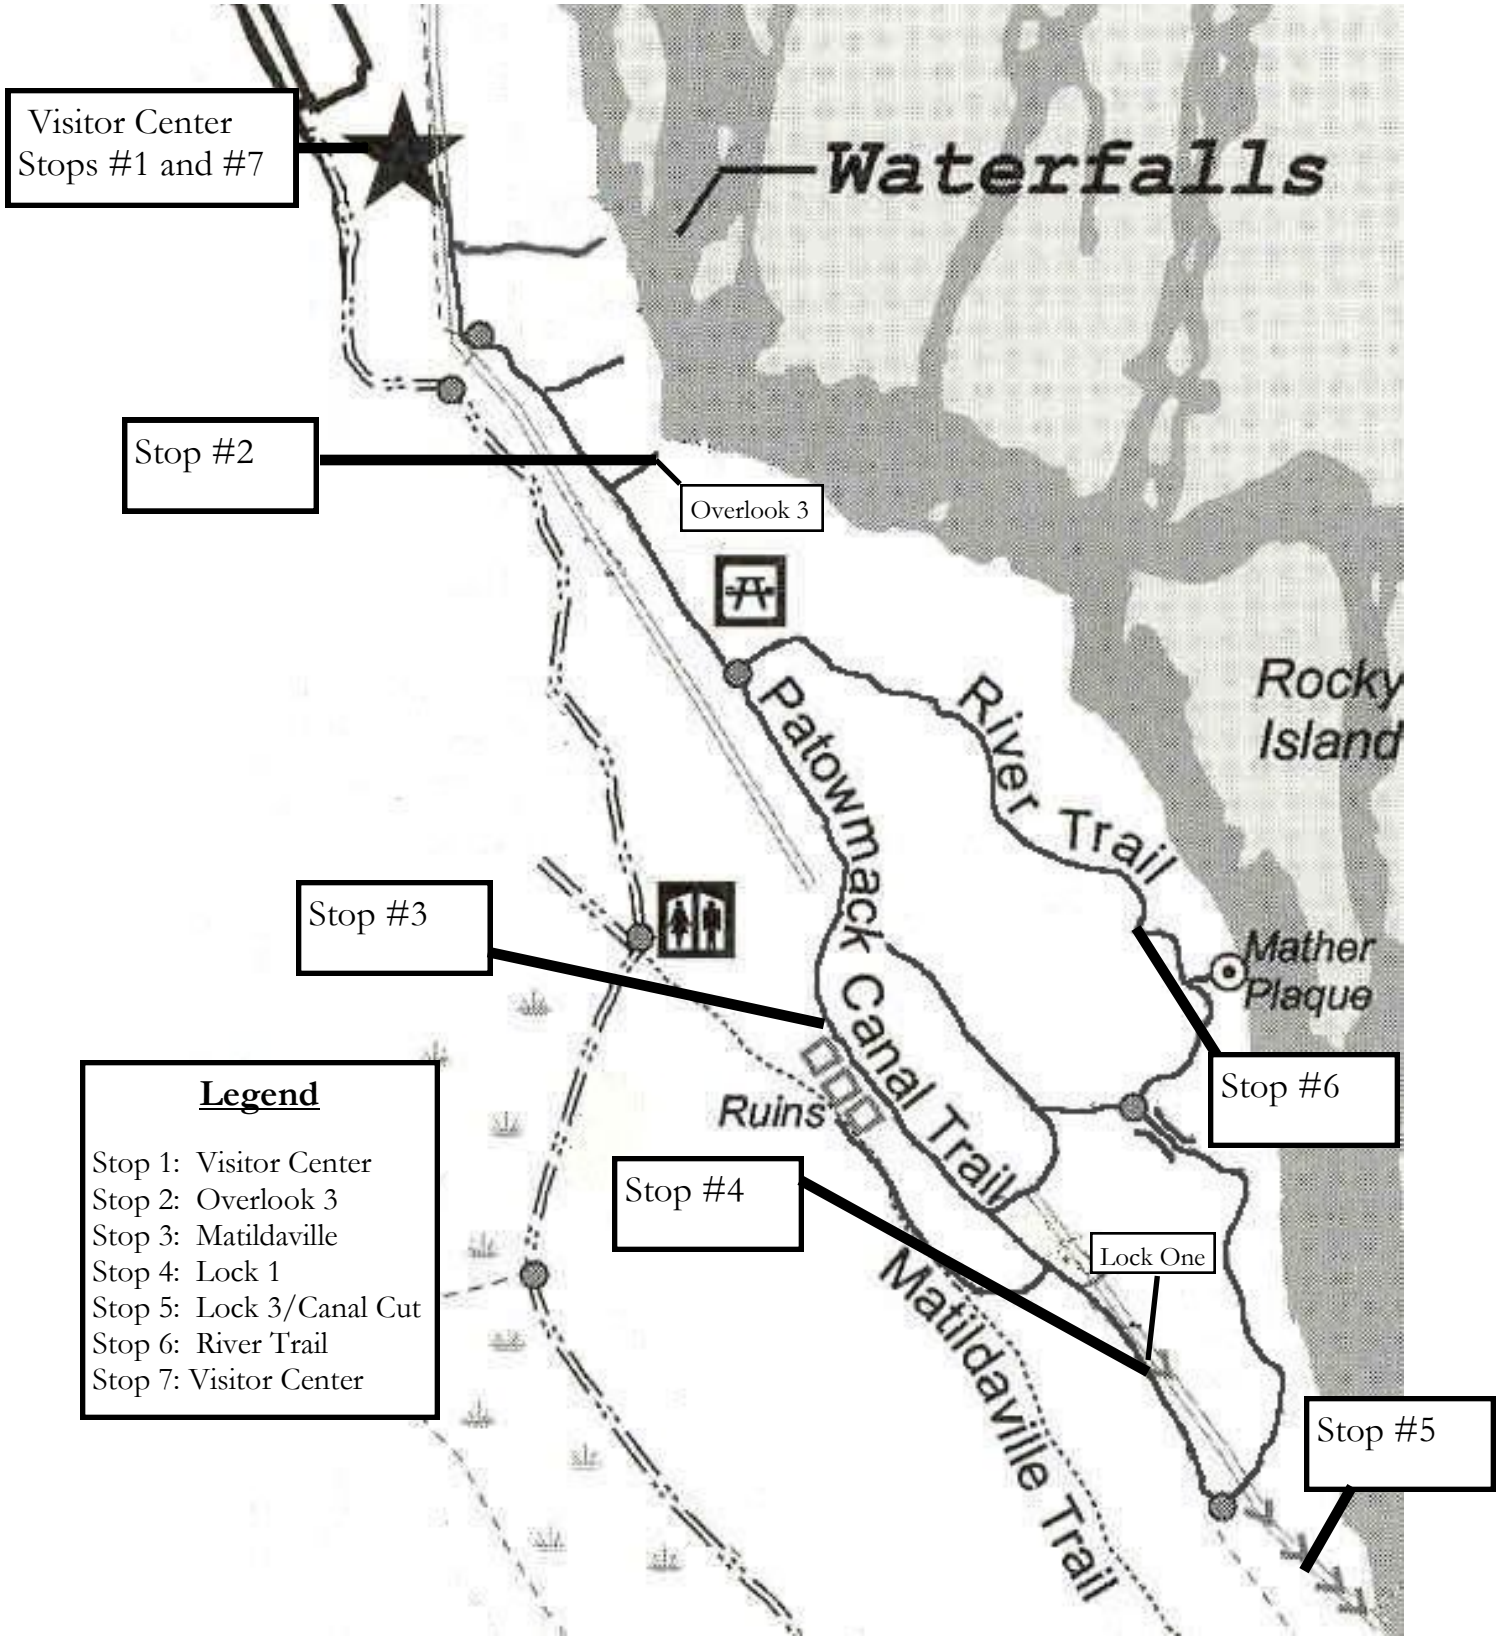 Visitor Center
Stops #1 and #7
Waterfalls
Stop #2
Overlook 3
Rocky
Island
River Trail
Patowmack Canal Trail
Stop #3
Mather
Plaque
Stop #6
Ruins
Legend
Stop 1: Visitor Center
Stop 2: Overlook 3
Stop 3: Matildaville
Stop 4: Lock 1
Stop 5: Lock 3/Canal Cut
Stop 6: River Trail
Stop 7: Visitor Center
Stop #4
Lock One
Matildaville Trail
Stop #5